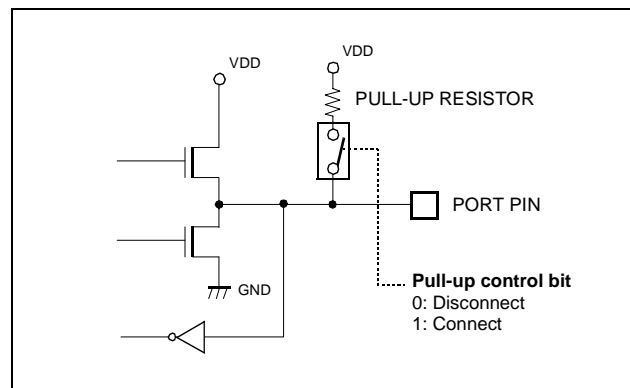 VDD
VDD
PULL-UP RESISTOR
PORT PIN
GND
Pull-up control bit
0: Disconnect
1: Connect